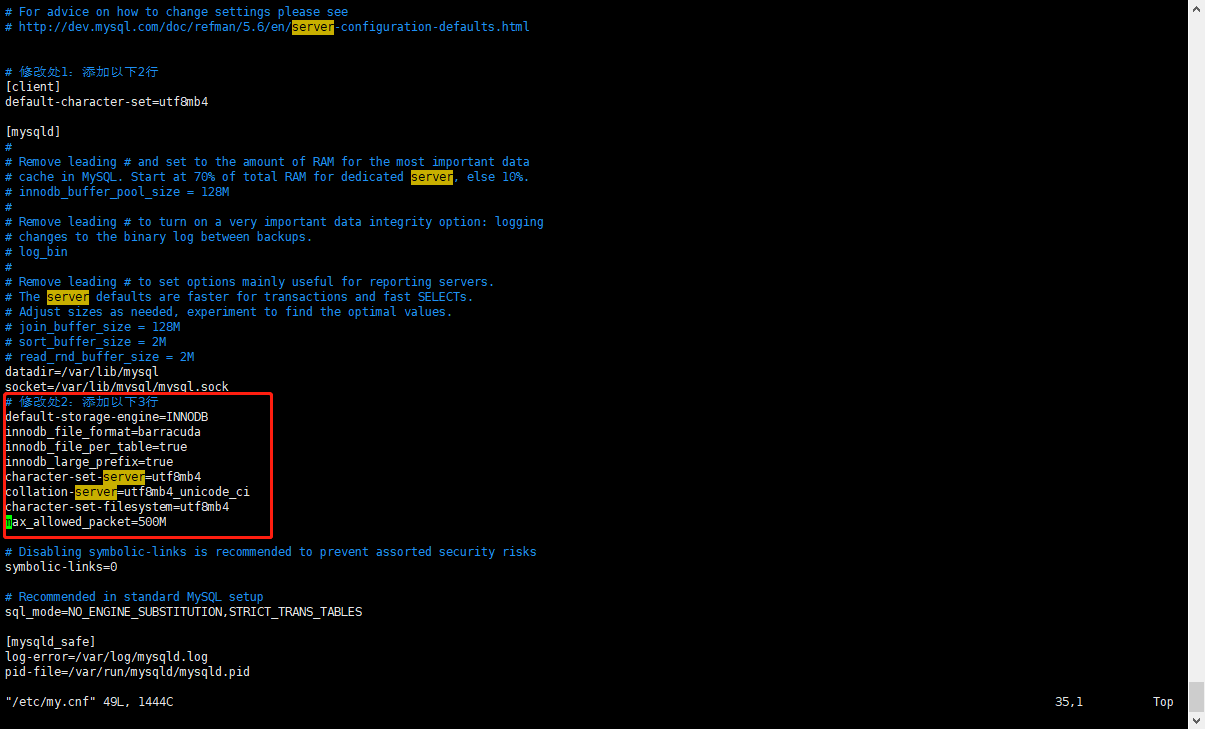 # For advice on how to change settings please see
# http://dev.mysql.com/doc/refman/5.6/en/server-configuration-defaults.html
# 修改处1: 添加以下2行
[client]
default-character-set=utf8mb4
[mysqld]
#
# Remove leading # and set to the amount of RAM for the most important data
# cache in MySQL. Start at 70% of total RAM for dedicated server, else 10%.
# innodb_buffer_pool_size = 128M
#
# Remove leading # to turn on a very important data integrity option: logging
# changes to the binary log between backups.
# log_bin
#
# Remove leading # to set options mainly useful for reporting servers.
# The server defaults are faster for transactions and fast SELECTs.
# Adjust sizes as needed, experiment to find the optimal values.
# join_buffer_size = 128M
# sort_buffer_size = 2M
# read_rnd_buffer_size = 2M
datadir=/var/lib/mysql
socket=/var/lib/mysql/mysql.sock
# 修改处2: 添加以下3行
default-storage-engine=INNODB
innodb_file_format=barracuda
innodb_file_per_table=true
innodb_large_prefix=true
character-set-server=utf8mb4
collation-server=utf8mb4_unicode_ci
character-set-filesystem=utf8mb4
max_allowed_packet=500M
# Disabling symbolic-links is recommended to prevent assorted security risks
symbolic-links=0
# Recommended in standard MySQL setup
sql_mode=NO_ENGINE_SUBSTITUTION,STRICT_TRANS_TABLES
[mysqld_safe]
log-error=/var/log/mysqld.log
pid-file=/var/run/mysqld/mysqld.pid
"/etc/my.cnf" 49L, 1444C 35,1 Top